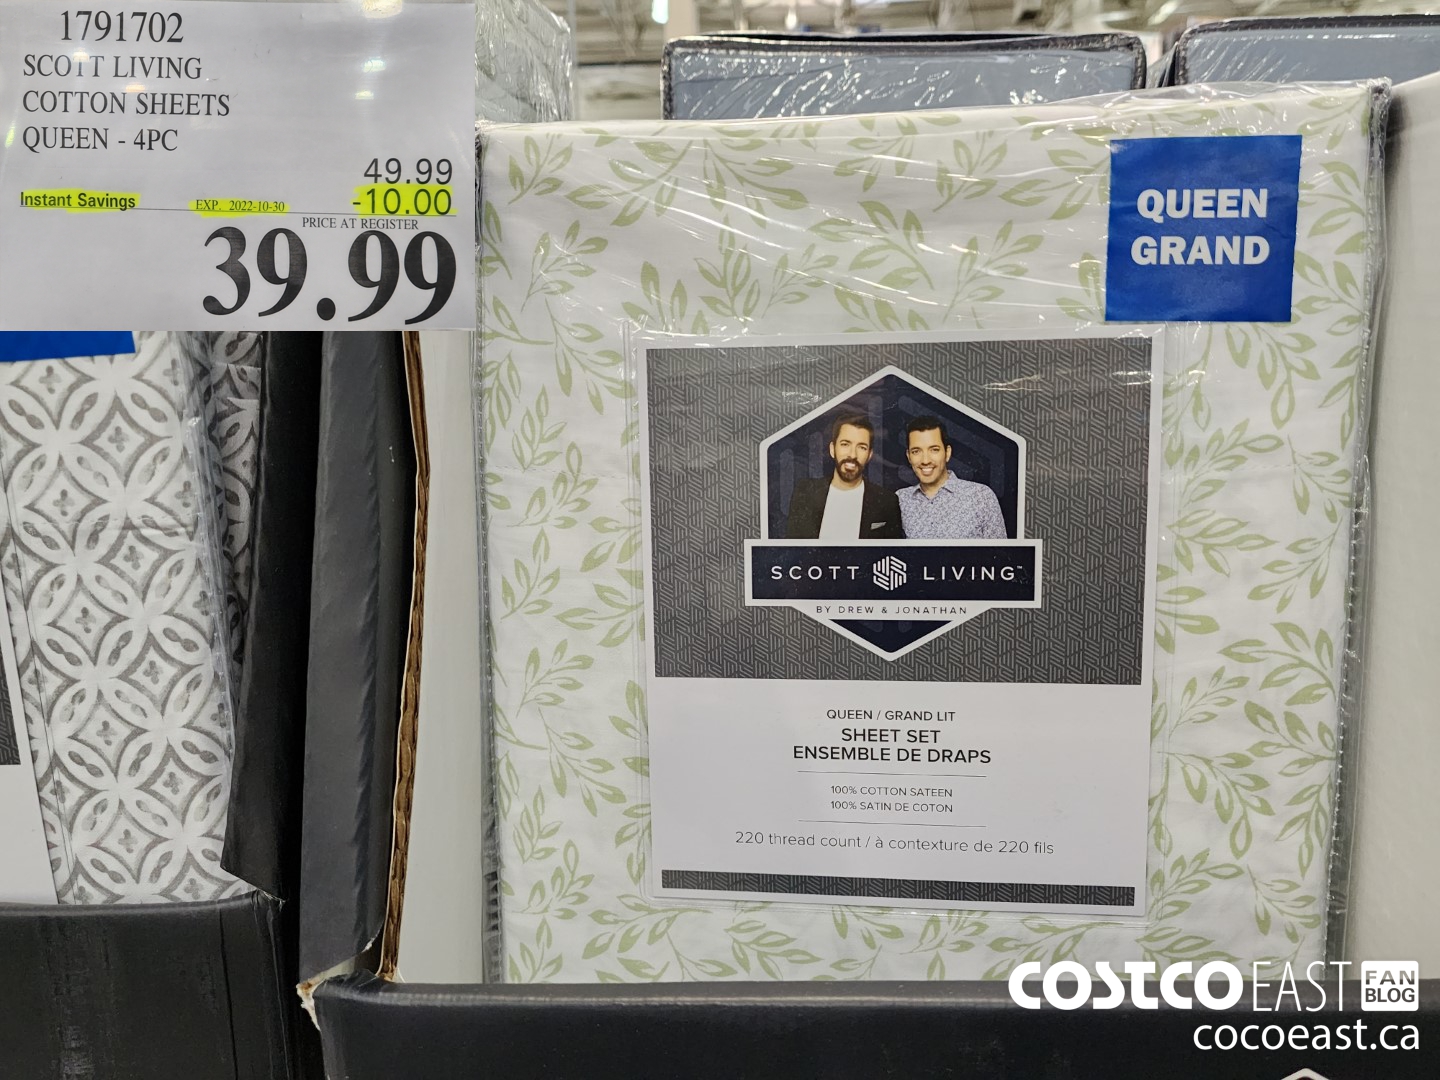 1791702
SCOTT LIVING
COTTON SHEETS
QUEEN - 4PC
49.99
Instant Savings EXP. 2022-10-30 -10.00
PRICE AT REGISTER
39.99
QUEEN
GRAND
SCOTT LIVING™
BY DREW & JONATHAN
QUEEN / GRAND LIT
SHEET SET
ENSEMBLE DE DRAPS
100% COTTON SATEEN
100% SATIN DE COTON
220 thread count / à contexture de 220 fils
COSTCO EAST FAN BLOG
cocoeast.ca